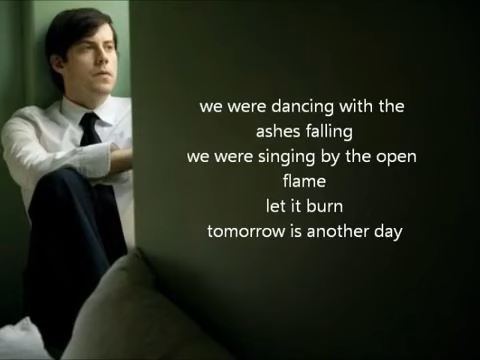 we were dancing with the
ashes falling
we were singing by the open
flame
let it burn
tomorrow is another day